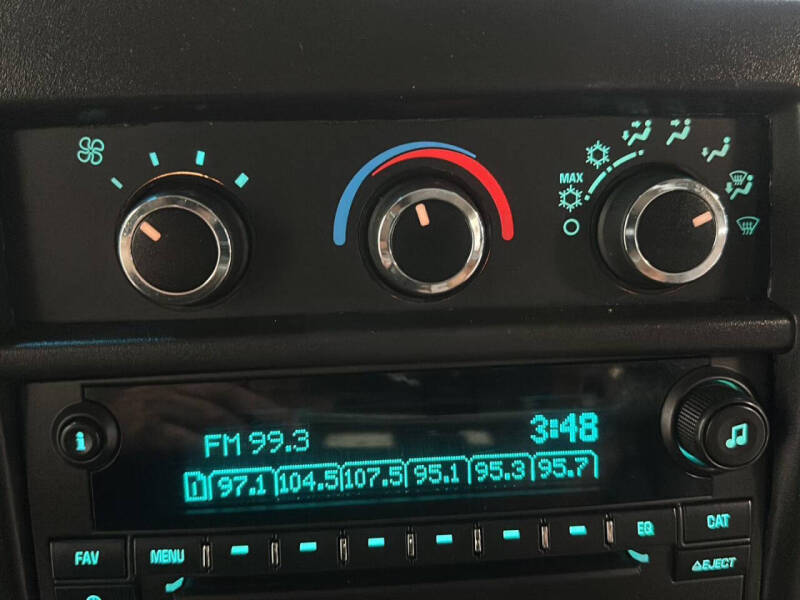 MAX
FM 99.3 3:48
1 97.1 104.5 107.5 95.1 95.3 95.7
i
FAV MENU EQ CAT
EJECT